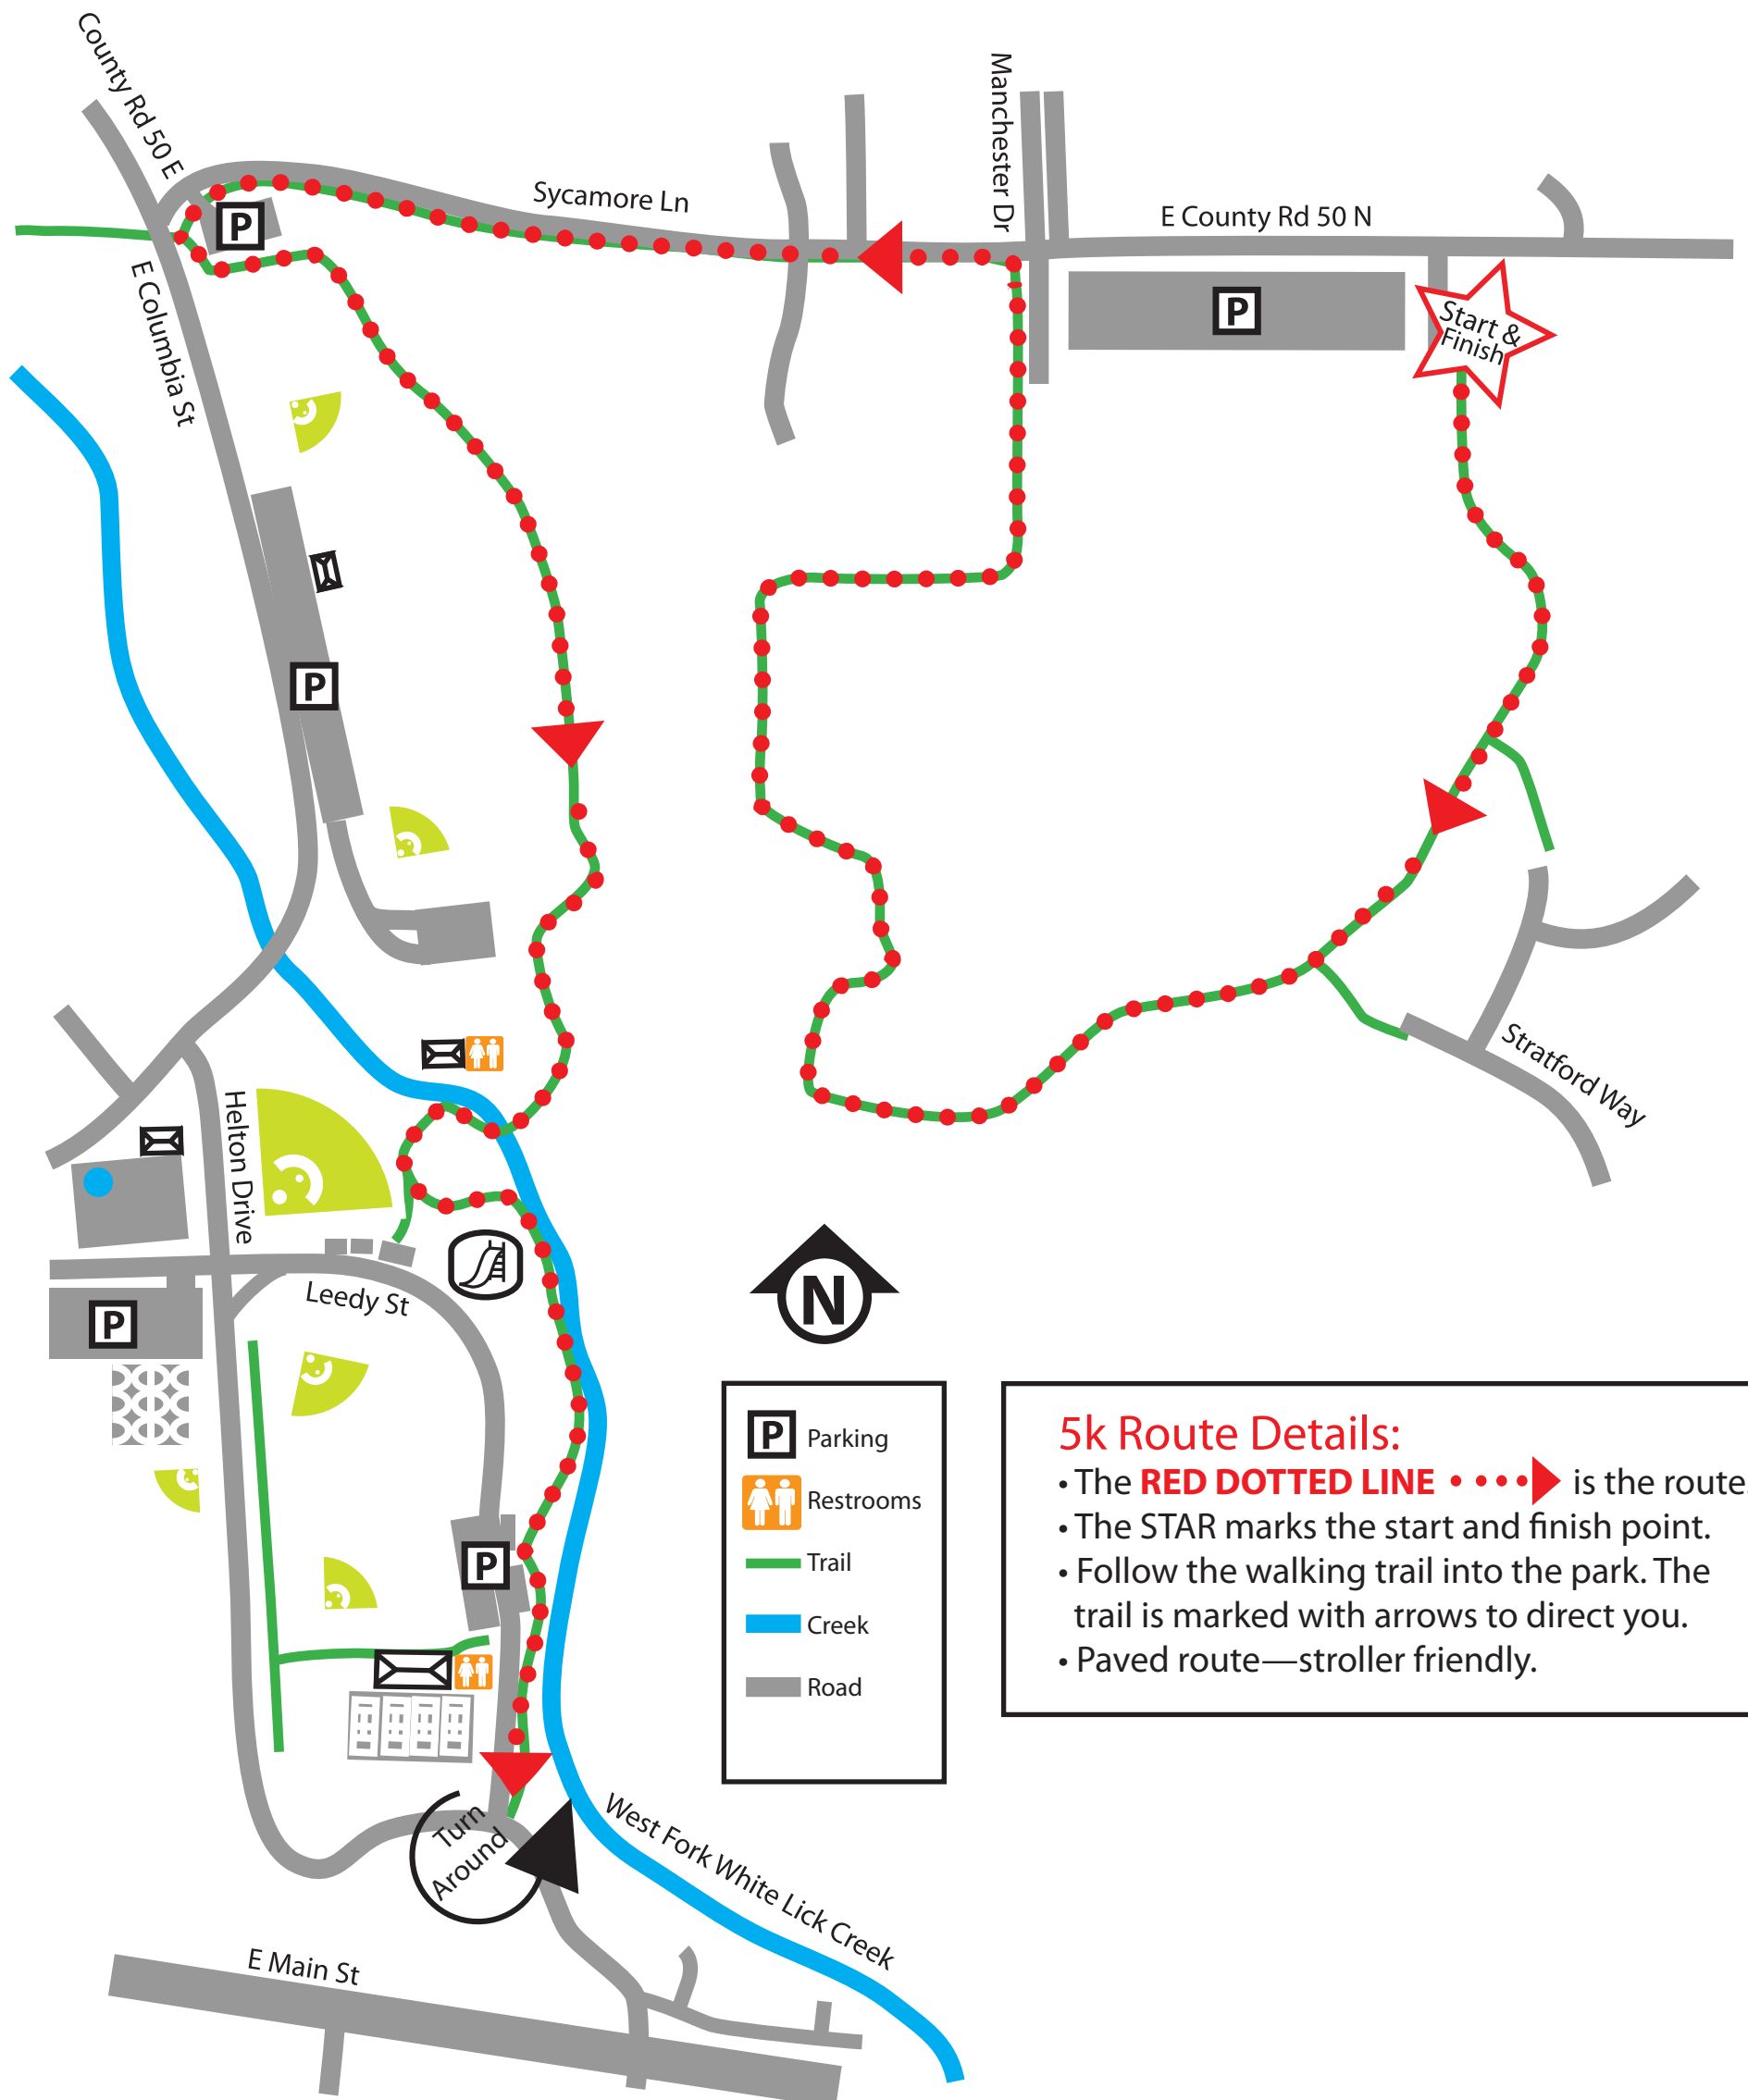 County Rd 50 E
Manchester Dr
Sycamore Ln
E County Rd 50 N
P
E Columbia St
P
Start &
Finish
P
Stratford Way
Helton Drive
Leedy St
P
N
P Parking
Restrooms
Trail
Creek
Road
5k Route Details:
• The RED DOTTED LINE is the route.
• The STAR marks the start and finish point.
• Follow the walking trail into the park. The
trail is marked with arrows to direct you.
• Paved route—stroller friendly.
P
Turn
Around
West Fork White Lick Creek
E Main St